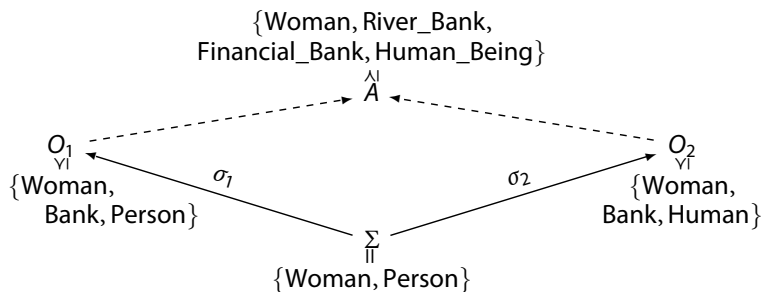 {Woman, River_Bank,
Financial_Bank, Human_Being}
A
O1 O2
σ1 σ2
{Woman, {Woman,
Bank, Person} Bank, Human}
Σ
{Woman, Person}